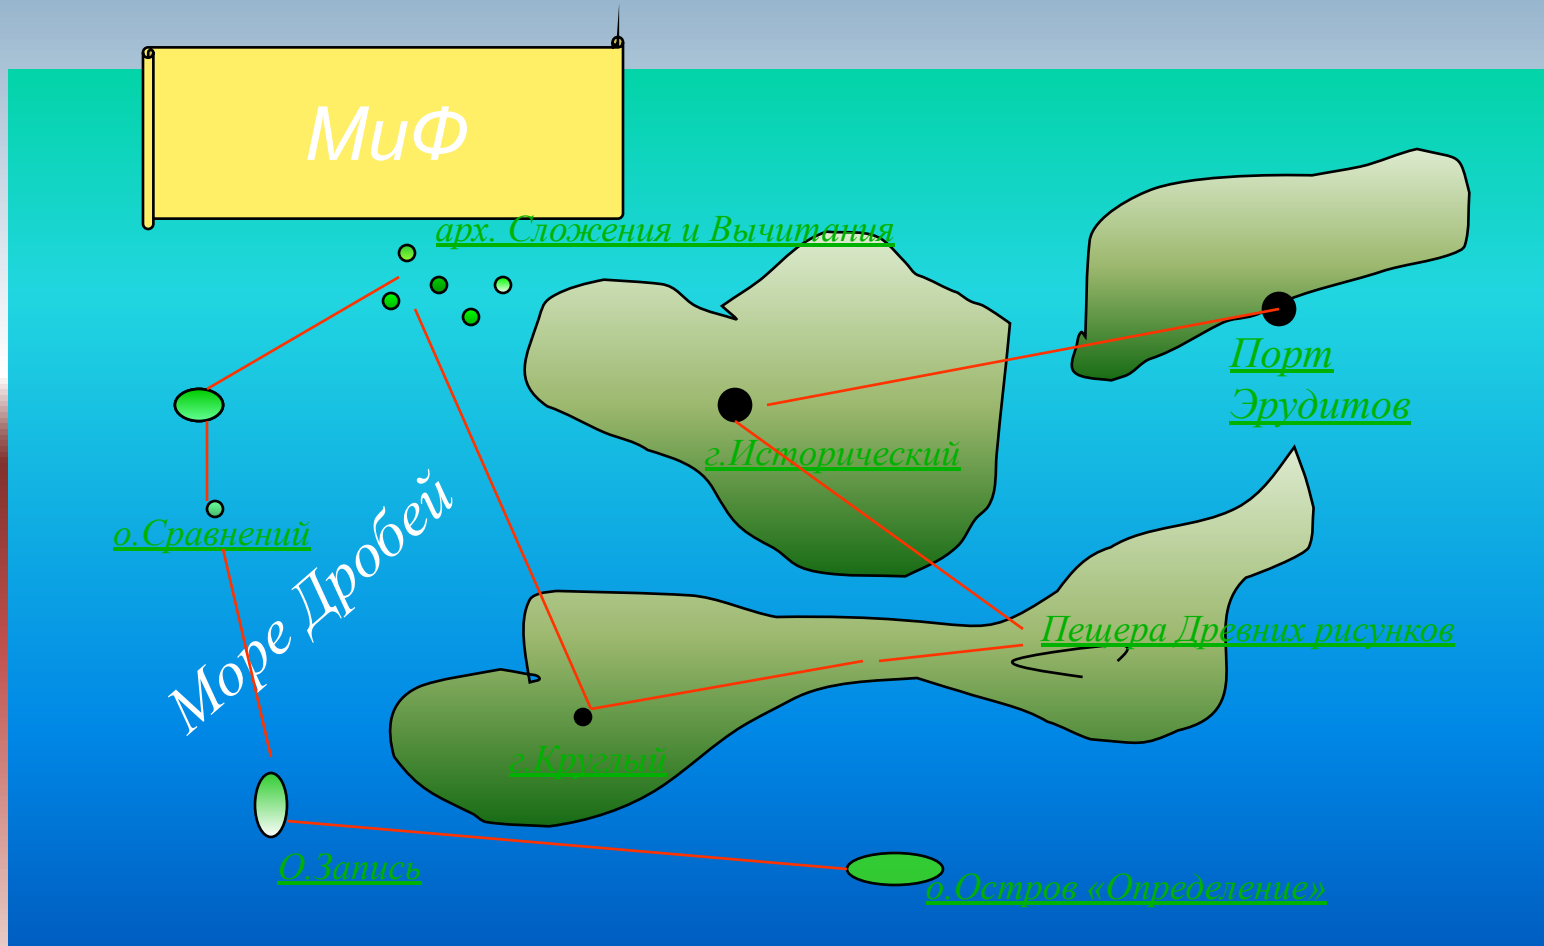 МиФ
арх. Сложения и Вычитания
Порт
Эрудитов
г.Исторический
о.Сравнений
Море Дробей
Пещера Древних рисунков
г.Круглый
О.Запись
о.Остров «Определение»